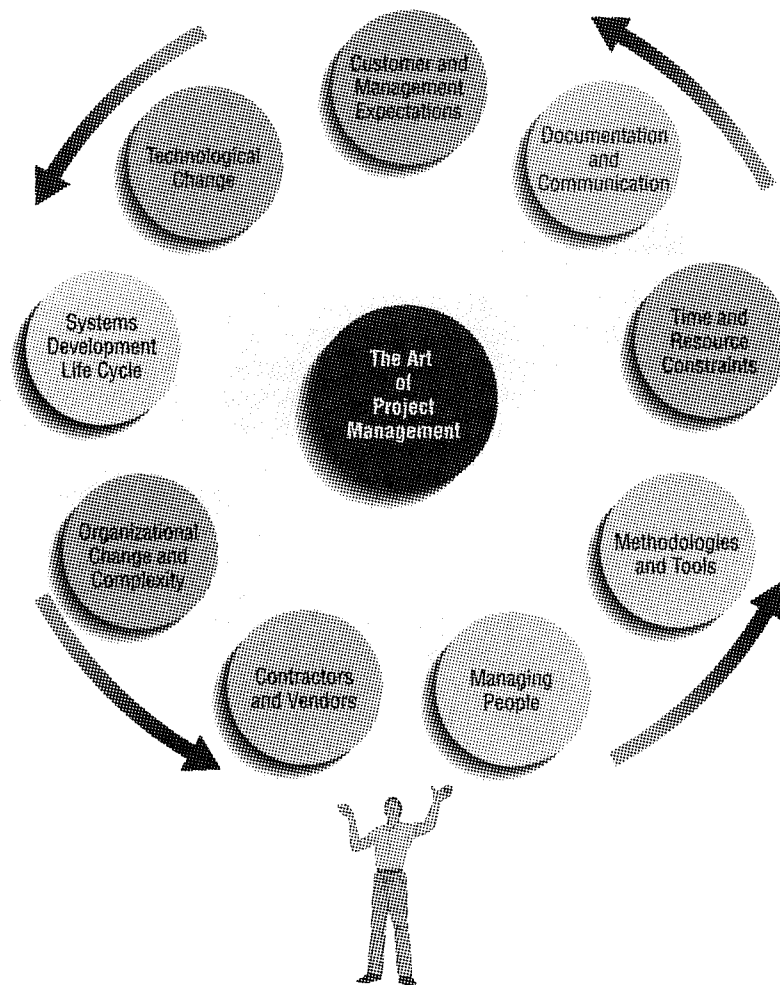 Customer and
Management
Expectations
Documentation
and
Communication
Technological
Change
Time and
Resource
Constraints
Systems
Development
Life Cycle
The Art
of
Project
Management
Organizational
Change and
Complexity
Methodologies
and Tools
Contractors
and Vendors
Managing
People